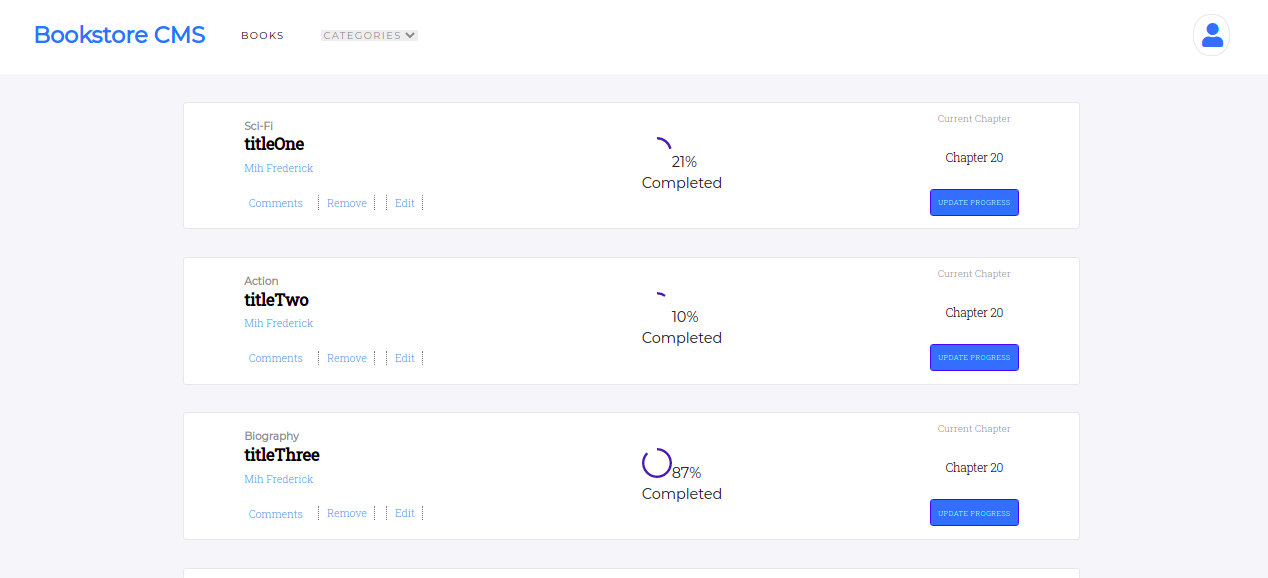 Bookstore CMS BOOKS CATEGORIES
Sci-Fi
titleOne
Mih Frederick
Comments Remove Edit
21%
Completed
Current Chapter
Chapter 20
UPDATE PROGRESS
Action
titleTwo
Mih Frederick
Comments Remove Edit
10%
Completed
Current Chapter
Chapter 20
UPDATE PROGRESS
Biography
titleThree
Mih Frederick
Comments Remove Edit
87%
Completed
Current Chapter
Chapter 20
UPDATE PROGRESS